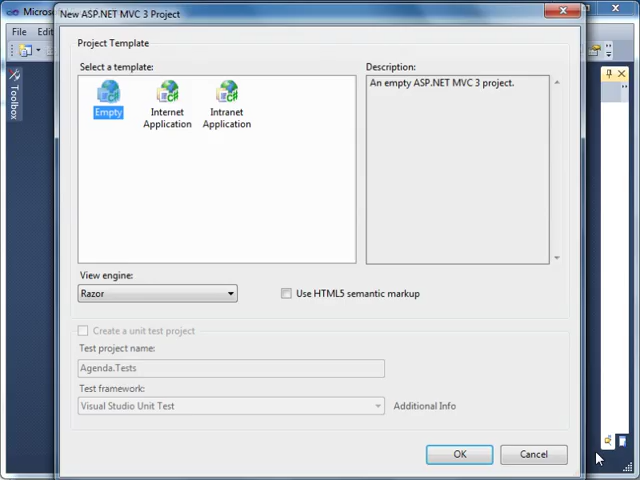 Micros
New ASP.NET MVC 3 Project
File
Edi
Toolbox
Project Template
Select a template:
Description:
Empty
Internet Application
Intranet Application
An empty ASP.NET MVC 3 project.
View engine:
Razor
Use HTML5 semantic markup
Create a unit test project
Test project name:
Agenda.Tests
Test framework:
Visual Studio Unit Test
Additional Info
OK
Cancel